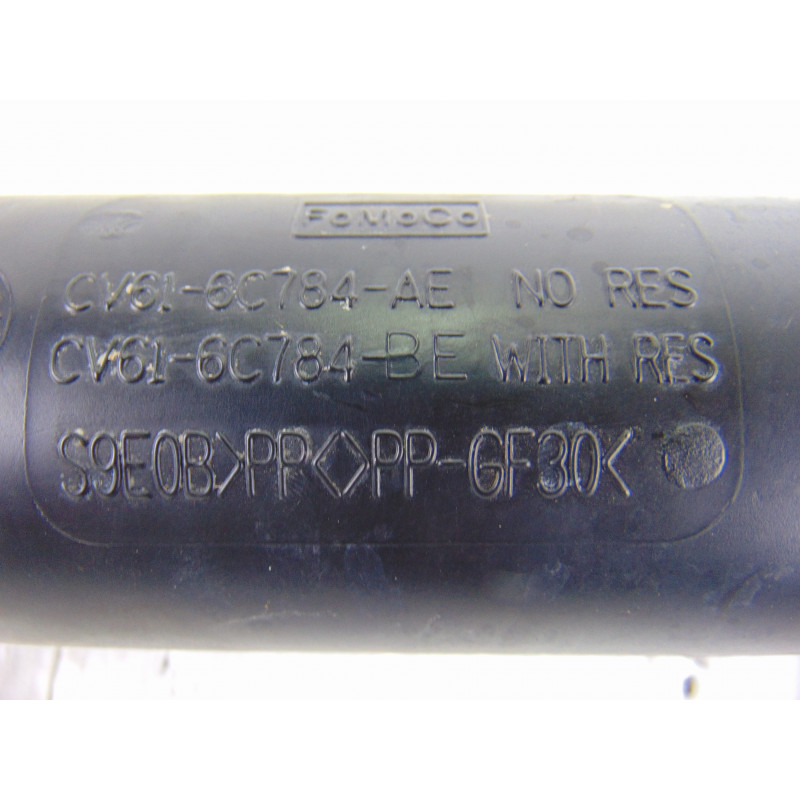 FoMoCo
CV61-6C784-AE NO RES
CV61-6C784-BE WITH RES
S9E0B>PP<>PP-GF30<